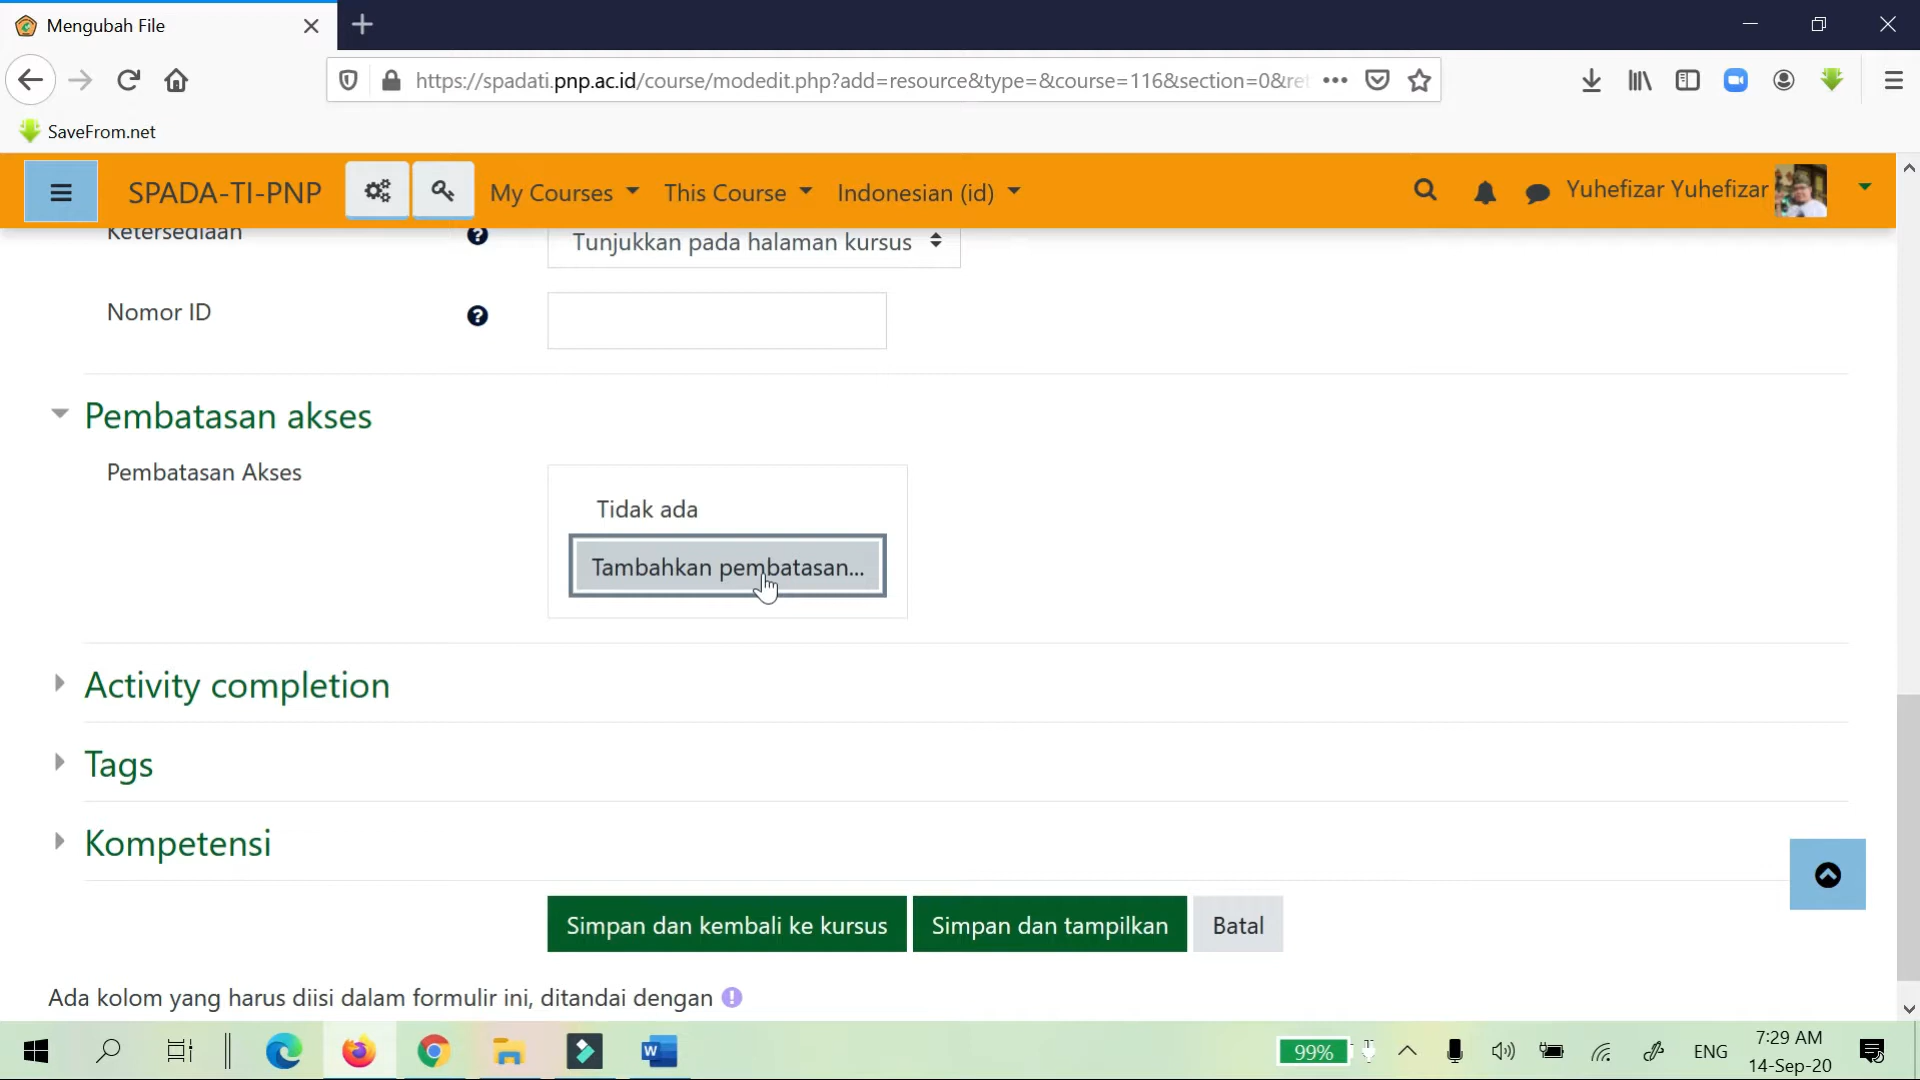 Mengubah File
https://spadati.pnp.ac.id/course/modedit.php?add=resource&type=&course=116&section=0&ret
SaveFrom.net
SPADA-TI-PNP
My Courses
This Course
Indonesian (id)
Yuhefizar Yuhefizar
Ketersediaan
Tunjukkan pada halaman kursus
Nomor ID
Pembatasan akses
Pembatasan Akses
Tidak ada
Tambahkan pembatasan...
Activity completion
Tags
Kompetensi
Simpan dan kembali ke kursus
Simpan dan tampilkan
Batal
Ada kolom yang harus diisi dalam formulir ini, ditandai dengan
99%
ENG
7:29 AM
14-Sep-20